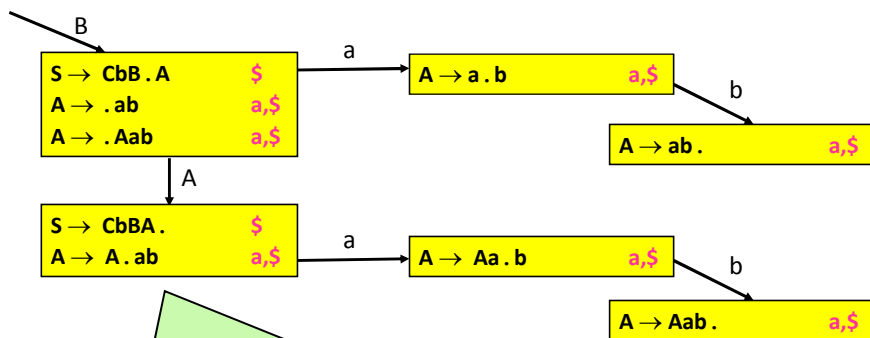 B
S → CbB.A $
A → .ab a,$
A → .Aab a,$
a
A → a.b a,$
b
A → ab. a,$
A
S → CbBA. $
A → A.ab a,$
a
A → Aa.b a,$
b
A → Aab. a,$